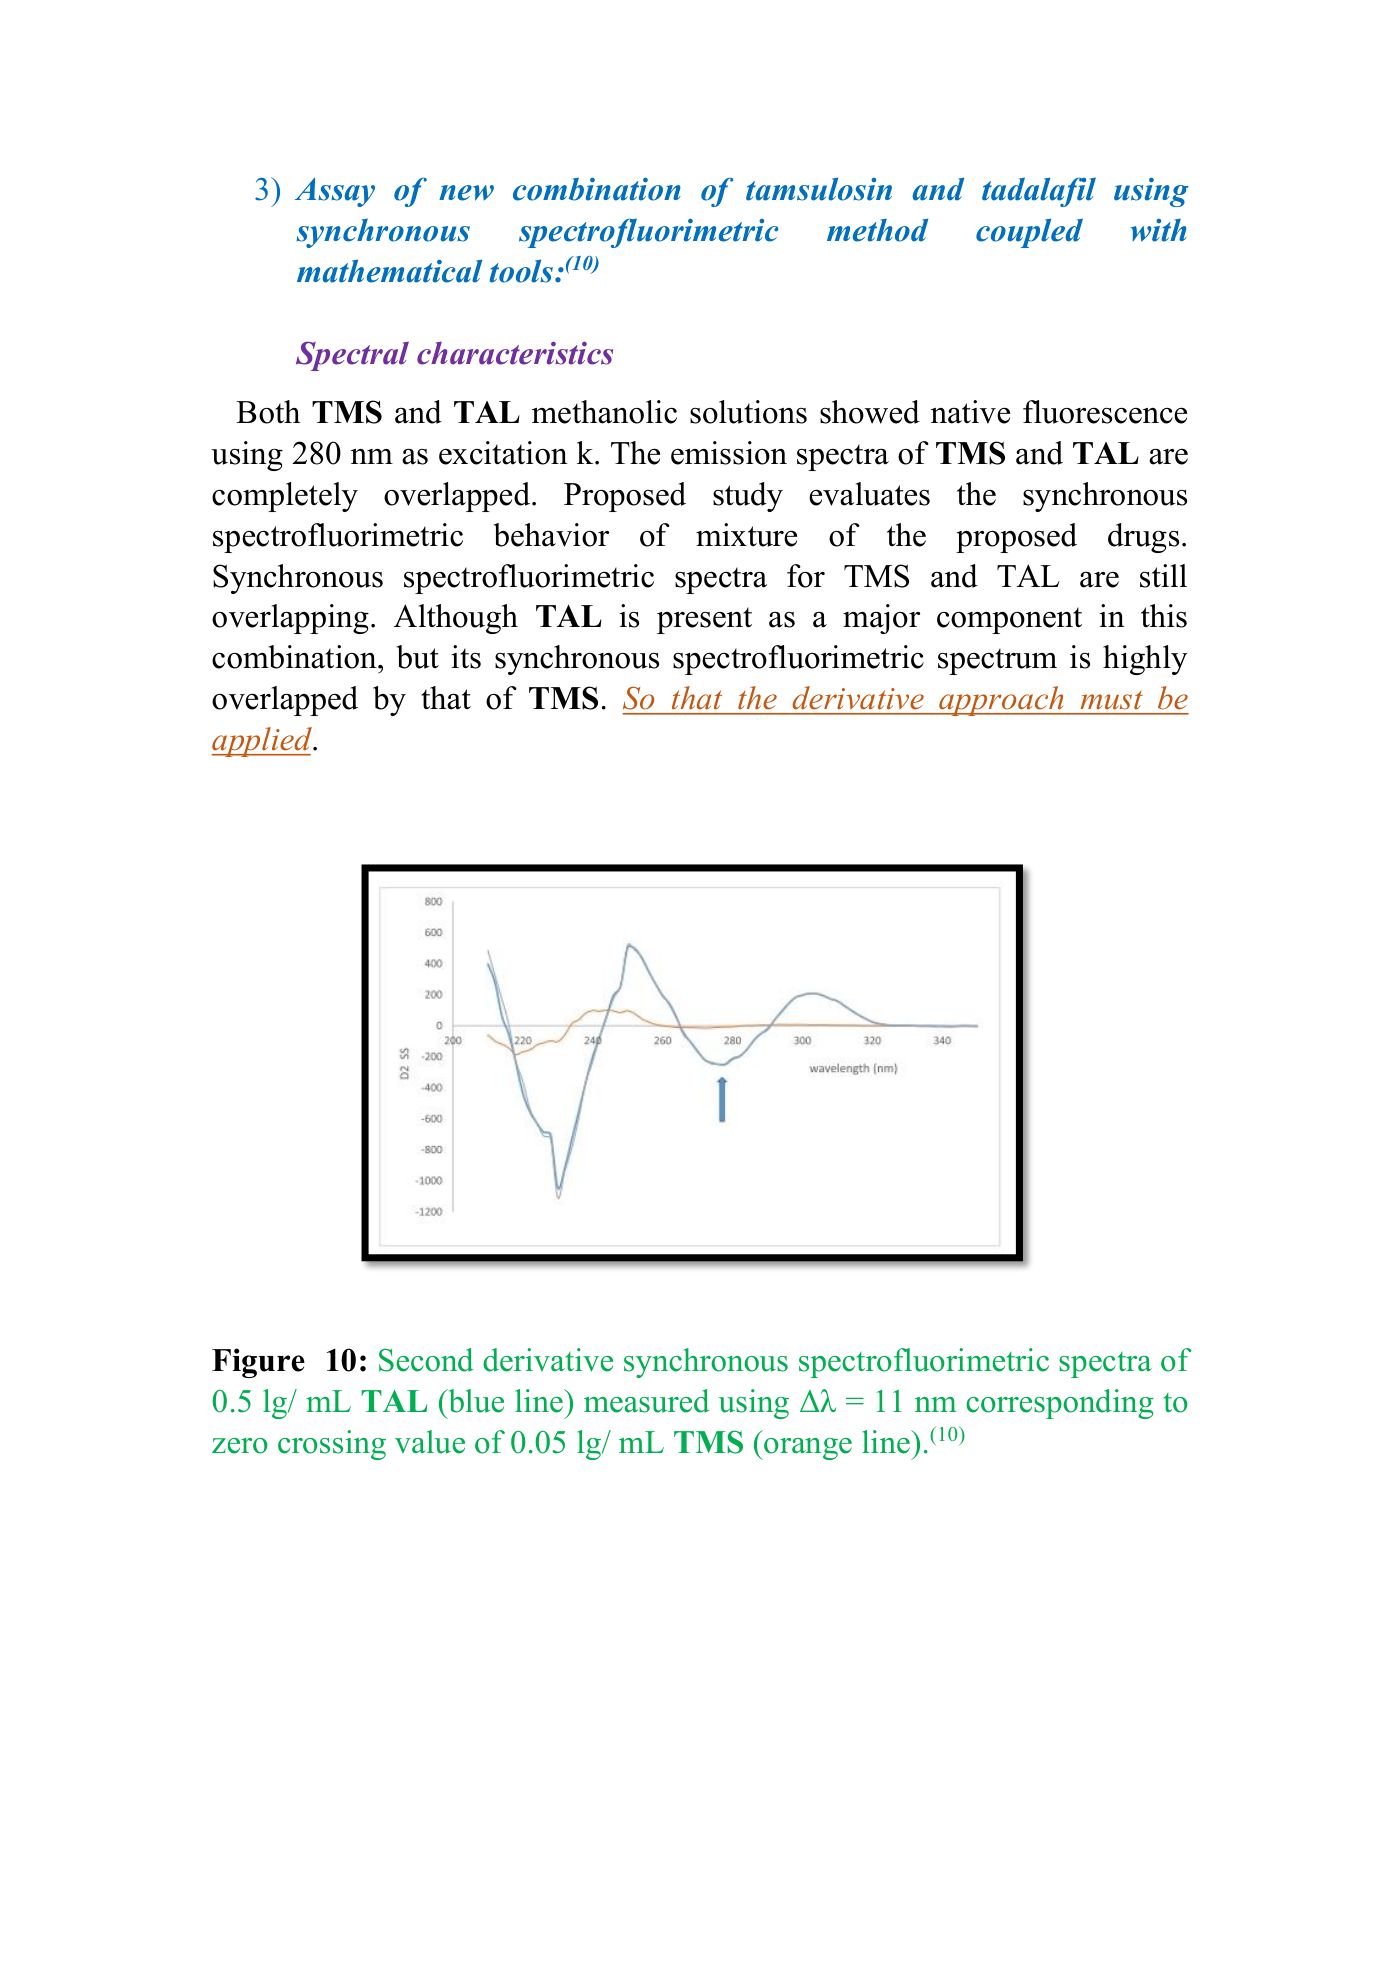 3) Assay of new combination of tamsulosin and tadalafil using
synchronous spectrofluorimetric method coupled with
mathematical tools:(10)
Spectral characteristics
Both TMS and TAL methanolic solutions showed native fluorescence
using 280 nm as excitation k. The emission spectra of TMS and TAL are
completely overlapped. Proposed study evaluates the synchronous
spectrofluorimetric behavior of mixture of the proposed drugs.
Synchronous spectrofluorimetric spectra for TMS and TAL are still
overlapping. Although TAL is present as a major component in this
combination, but its synchronous spectrofluorimetric spectrum is highly
overlapped by that of TMS. So that the derivative approach must be
applied.
800
600
400
200
0
200 220 240 260 280 300 320 340
-200
wavelength (nm)
D2 SS
-400
-600
-800
-1000
-1200
Figure 10: Second derivative synchronous spectrofluorimetric spectra of
0.5 lg/ mL TAL (blue line) measured using Δλ = 11 nm corresponding to
zero crossing value of 0.05 lg/ mL TMS (orange line).(10)